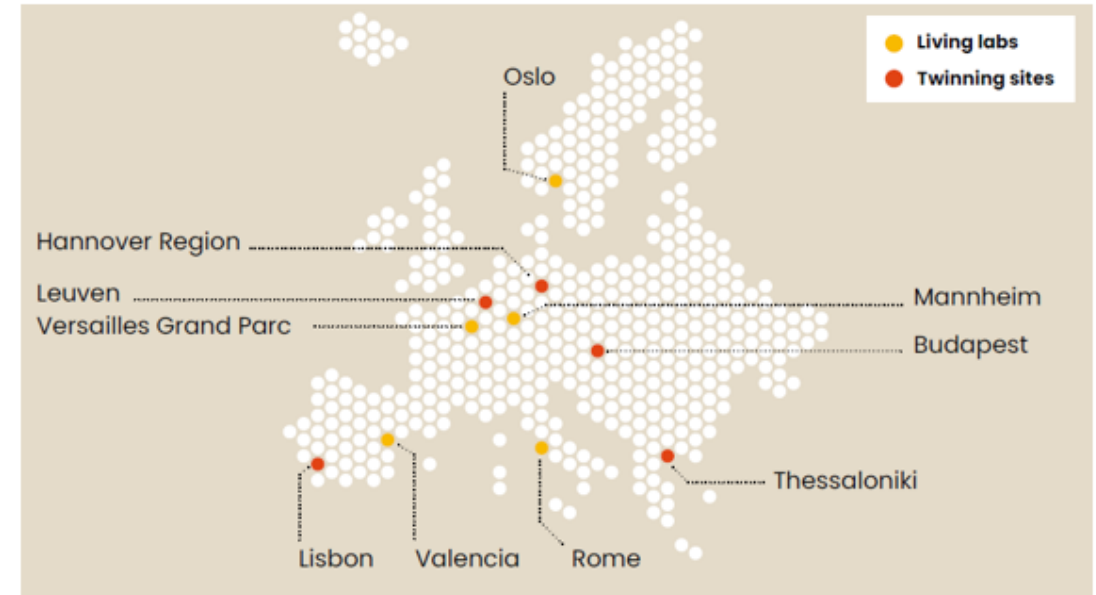 Living labs
Twinning sites
Oslo
Hannover Region
Leuven
Versailles Grand Parc
Mannheim
Budapest
Thessaloniki
Lisbon
Valencia
Rome